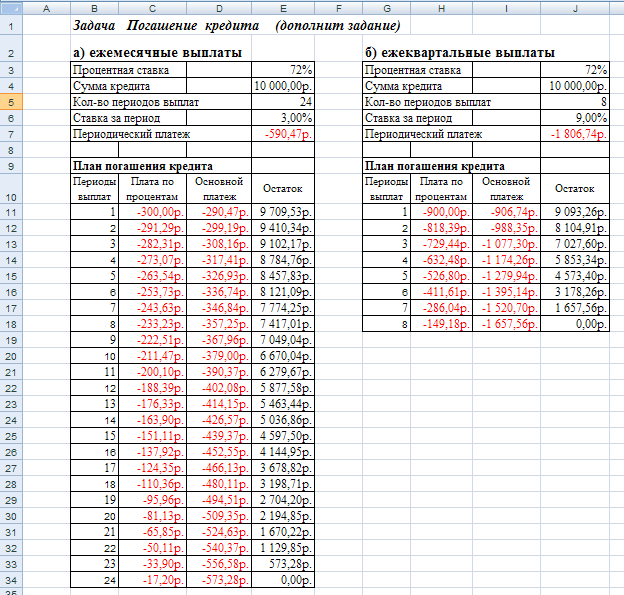 A B C D E F G H I J
1 Задача Погашение кредита (дополнит задание)
2 а) ежемесячные выплаты б) ежеквартальные выплаты
3 Процентная ставка 72% Процентная ставка 72%
4 Сумма кредита 10 000,00р. Сумма кредита 10 000,00р.
5 Кол-во периодов выплат 24 Кол-во периодов выплат 8
6 Ставка за период 3,00% Ставка за период 9,00%
7 Периодический платеж -590,47р. Периодический платеж -1 806,74р.
8
9 План погашения кредита План погашения кредита
Периоды Плата по Основной Периоды Плата по Основной
Остаток Остаток
10 выплат процентам платеж выплат процентам платеж
11 1 -300,00р. -290,47р. 9 709,53р. 1 -900,00р. -906,74р. 9 093,26р.
12 2 -291,29р. -299,19р. 9 410,34р. 2 -818,39р. -988,35р. 8 104,91р.
13 3 -282,31р. -308,16р. 9 102,17р. 3 -729,44р. -1 077,30р. 7 027,60р.
14 4 -273,07р. -317,41р. 8 784,76р. 4 -632,48р. -1 174,26р. 5 853,34р.
15 5 -263,54р. -326,93р. 8 457,83р. 5 -526,80р. -1 279,94р. 4 573,40р.
16 6 -253,73р. -336,74р. 8 121,09р. 6 -411,61р. -1 395,14р. 3 178,26р.
17 7 -243,63р. -346,84р. 7 774,25р. 7 -286,04р. -1 520,70р. 1 657,56р.
18 8 -233,23р. -357,25р. 7 417,01р. 8 -149,18р. -1 657,56р. 0,00р.
19 9 -222,51р. -367,96р. 7 049,04р.
20 10 -211,47р. -379,00р. 6 670,04р.
21 11 -200,10р. -390,37р. 6 279,67р.
22 12 -188,39р. -402,08р. 5 877,58р.
23 13 -176,33р. -414,15р. 5 463,44р.
24 14 -163,90р. -426,57р. 5 036,86р.
25 15 -151,11р. -439,37р. 4 597,50р.
26 16 -137,92р. -452,55р. 4 144,95р.
27 17 -124,35р. -466,13р. 3 678,82р.
28 18 -110,36р. -480,11р. 3 198,71р.
29 19 -95,96р. -494,51р. 2 704,20р.
30 20 -81,13р. -509,35р. 2 194,85р.
31 21 -65,85р. -524,63р. 1 670,22р.
32 22 -50,11р. -540,37р. 1 129,85р.
33 23 -33,90р. -556,58р. 573,28р.
34 24 -17,20р. -573,28р. 0,00р.